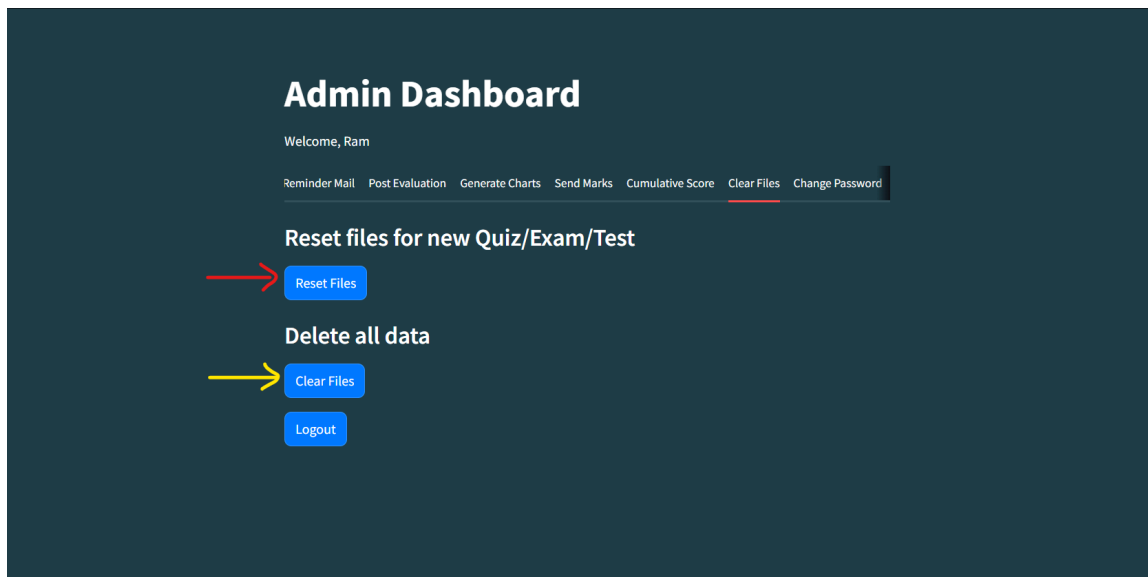 Admin Dashboard
Welcome, Ram
Reminder Mail Post Evaluation Generate Charts Send Marks Cumulative Score Clear Files Change Password
Reset files for new Quiz/Exam/Test
Reset Files
Delete all data
Clear Files
Logout